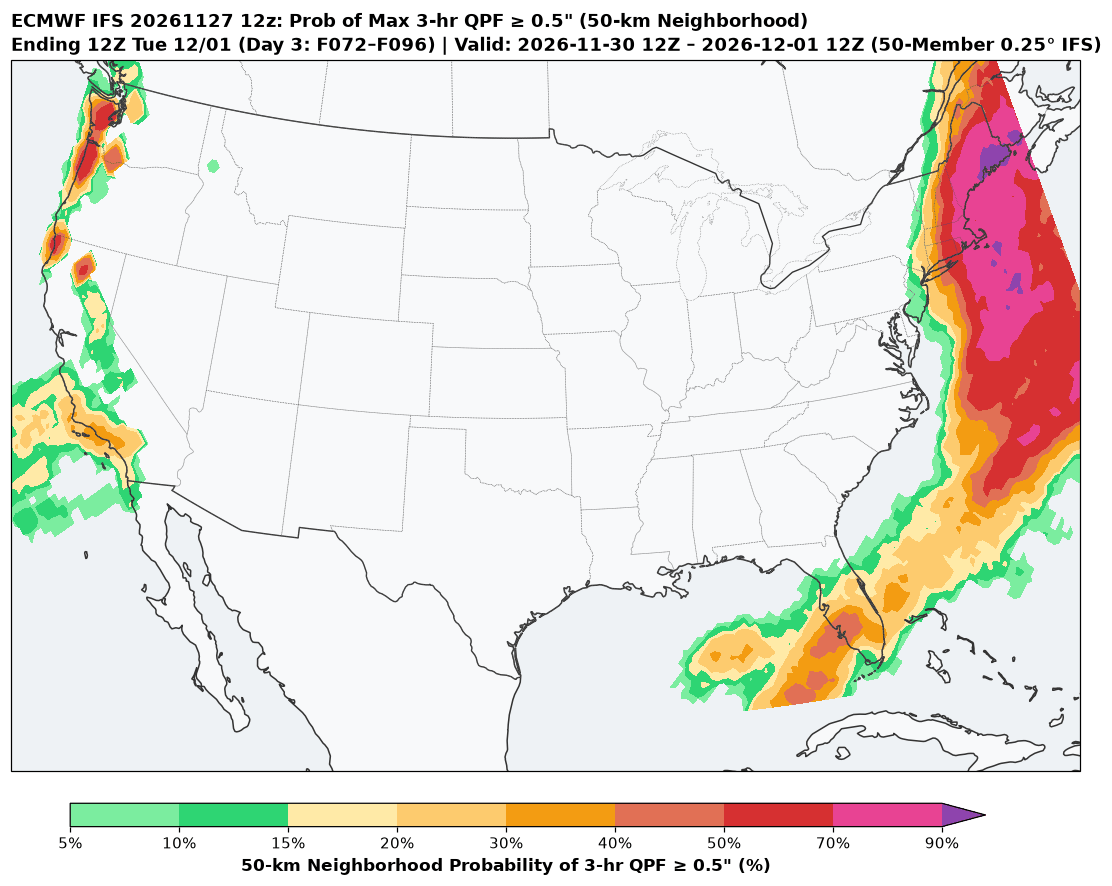 ECMWF IFS 20261127 12z: Prob of Max 3-hr QPF ≥ 0.5" (50-km Neighborhood)
Ending 12Z Tue 12/01 (Day 3: F072–F096) | Valid: 2026-11-30 12Z – 2026-12-01 12Z (50-Member 0.25° IFS)
5% 10% 15% 20% 30% 40% 50% 70% 90%
50-km Neighborhood Probability of 3-hr QPF ≥ 0.5" (%)